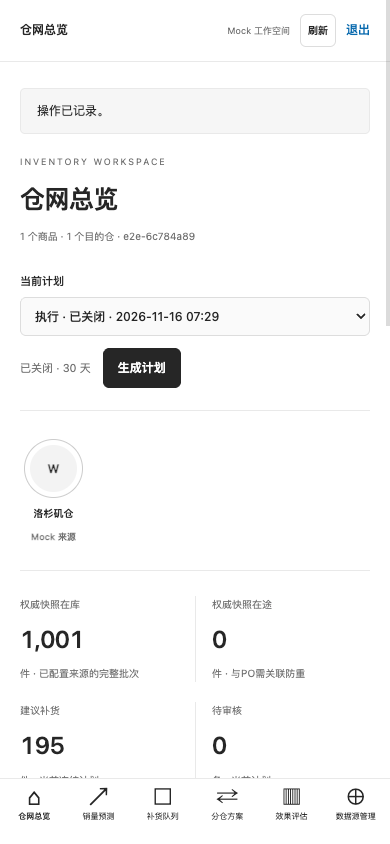 仓网总览
Mock 工作空间
刷新
退出
操作已记录。
INVENTORY WORKSPACE
仓网总览
1 个商品 · 1 个目的仓 · e2e-6c784a89
当前计划
执行 · 已关闭 · 2026-11-16 07:29
已关闭 · 30 天
生成计划
W
洛杉矶仓
Mock 来源
权威快照在库
权威快照在途
1,001
0
件 · 已配置来源的完整批次
件 · 与PO需关联防重
建议补货
待审核
195
0
仓网总览
销量预测
补货队列
分仓方案
效果评估
数据源管理